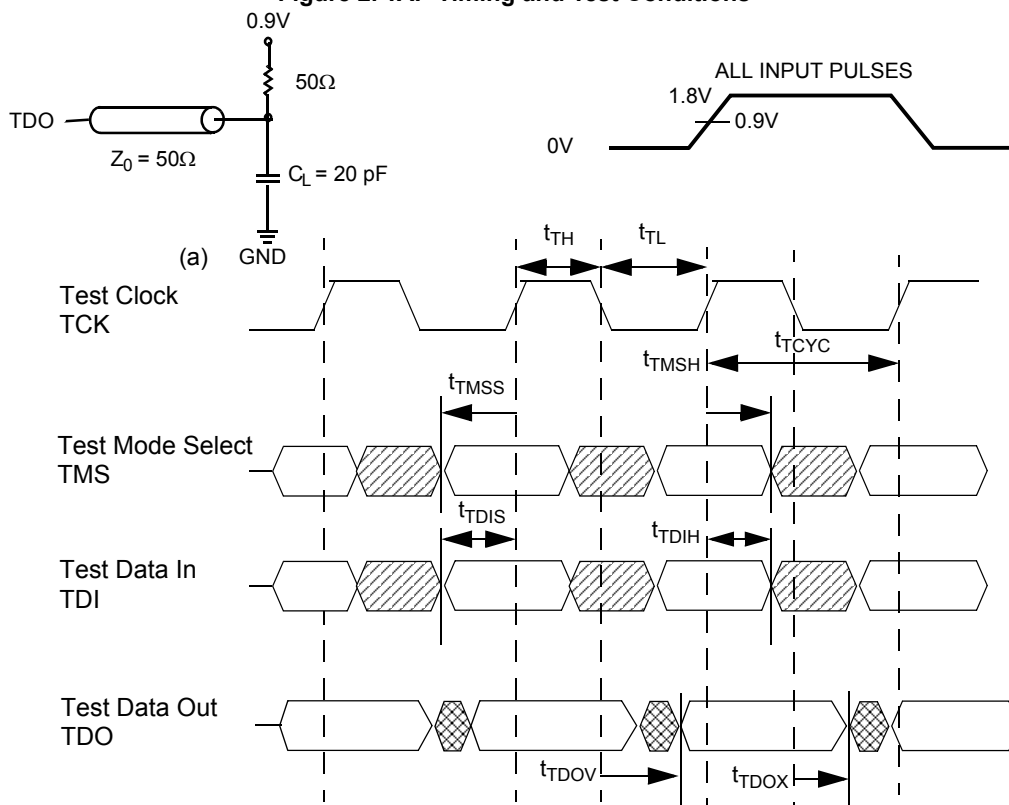 Figure 2. TAP Timing and Test Conditions
0.9V
50Ω
TDO
Z0 = 50Ω
CL = 20 pF
(a)
GND
ALL INPUT PULSES
1.8V
0.9V
0V
tTH
tTL
Test Clock
TCK
tTCYC
tTMSH
tTMSS
Test Mode Select
TMS
tTDIS
tTDIH
Test Data In
TDI
Test Data Out
TDO
tTDOV
tTDOX